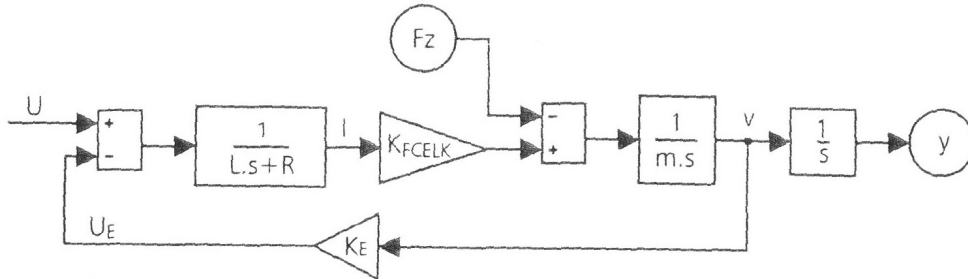 Fz
U
+
-
1
L.s+R
I
KFCELK
-
+
1
m.s
v
1
s
y
UE
KE